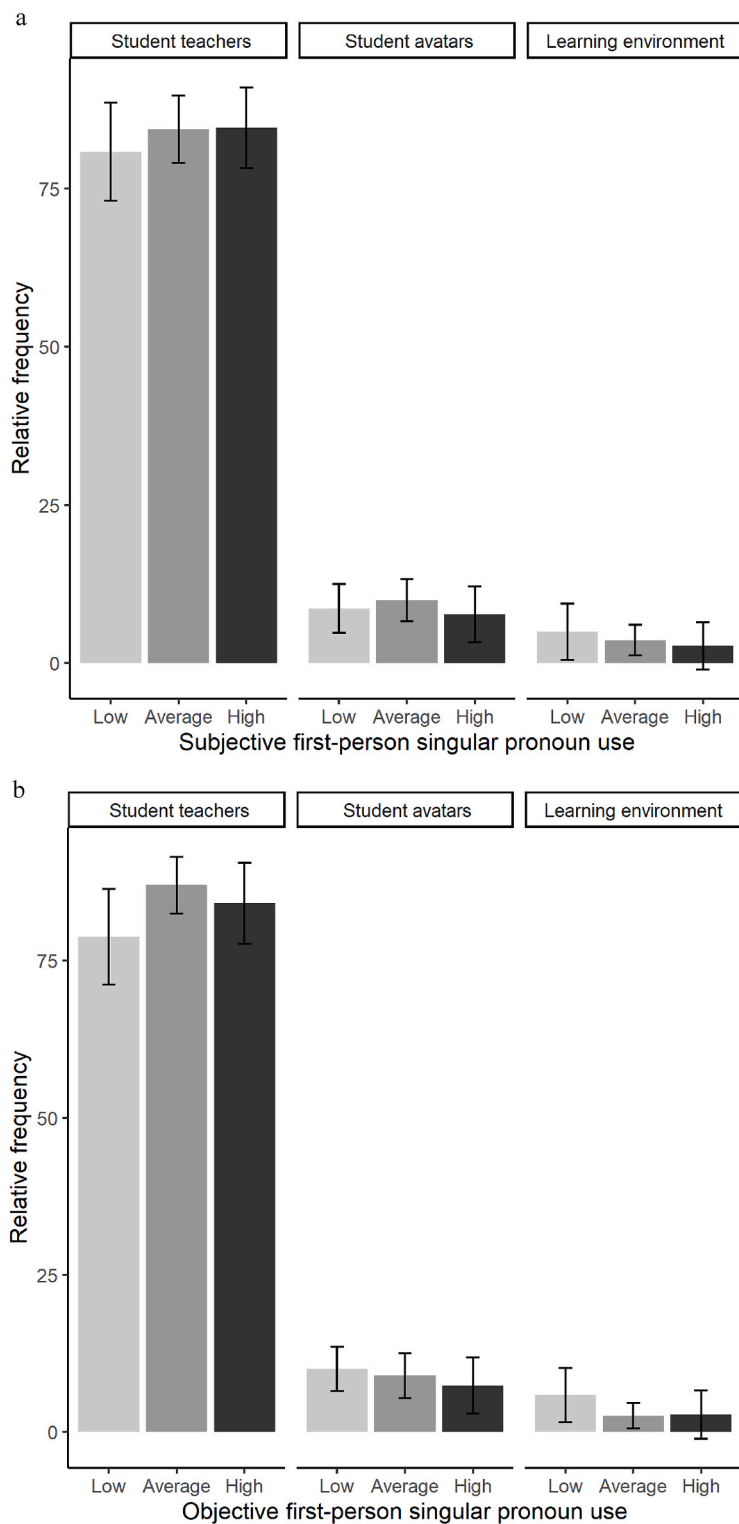 a
Student teachers Student avatars Learning environment
75
50
25
0
Relative frequency
Low Average High Low Average High Low Average High
Subjective first-person singular pronoun use
b
Student teachers Student avatars Learning environment
75
50
25
0
Relative frequency
Low Average High Low Average High Low Average High
Objective first-person singular pronoun use